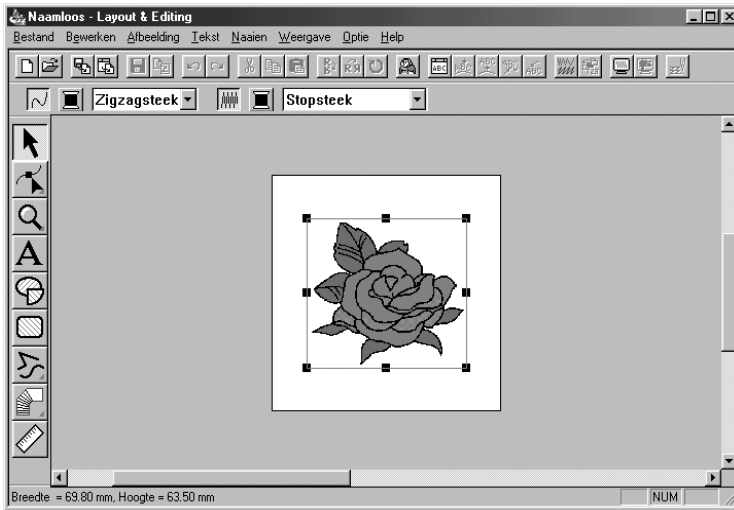 Naamloos - Layout & Editing
Bestand Bewerken Afbeelding Tekst Naaien Weergave Optie Help
Zigzagsteek Stopsteek
A
Breedte = 69.80 mm, Hoogte = 63.50 mm NUM